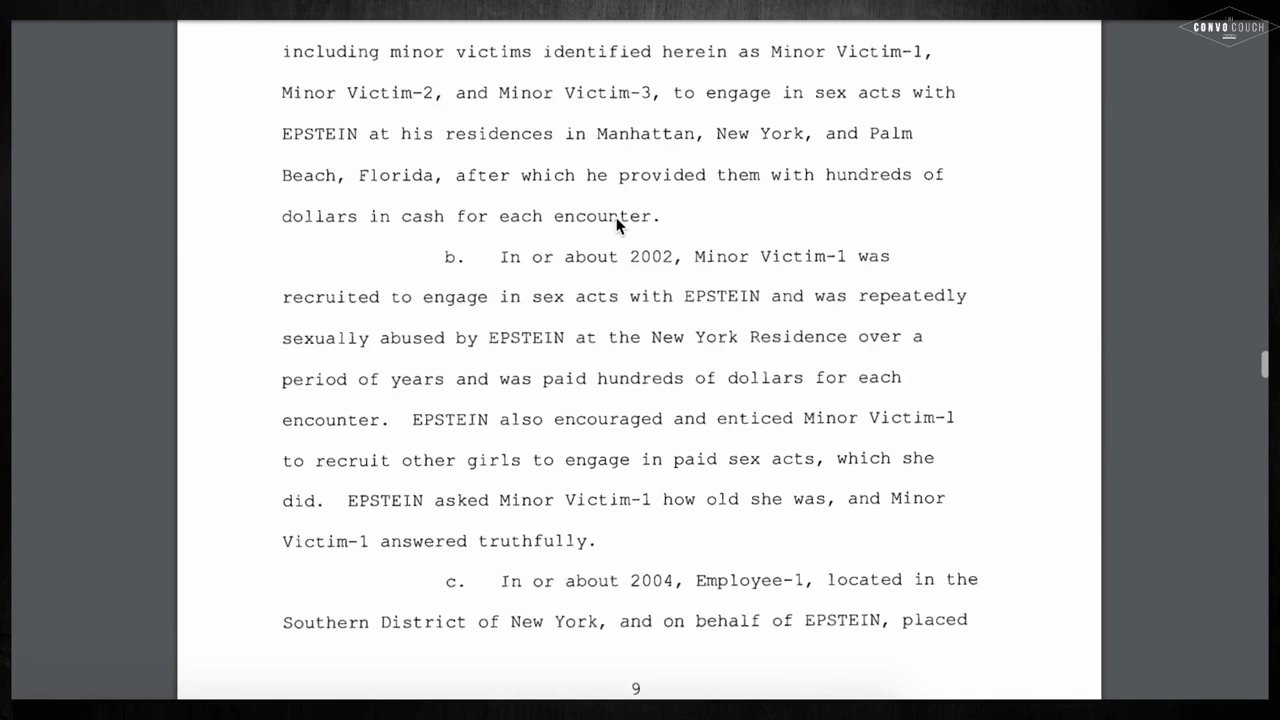 THE
CONVO COUCH
including minor victims identified herein as Minor Victim-1,
Minor Victim-2, and Minor Victim-3, to engage in sex acts with
EPSTEIN at his residences in Manhattan, New York, and Palm
Beach, Florida, after which he provided them with hundreds of
dollars in cash for each encounter.
b. In or about 2002, Minor Victim-1 was
recruited to engage in sex acts with EPSTEIN and was repeatedly
sexually abused by EPSTEIN at the New York Residence over a
period of years and was paid hundreds of dollars for each
encounter. EPSTEIN also encouraged and enticed Minor Victim-1
to recruit other girls to engage in paid sex acts, which she
did. EPSTEIN asked Minor Victim-1 how old she was, and Minor
Victim-1 answered truthfully.
c. In or about 2004, Employee-1, located in the
Southern District of New York, and on behalf of EPSTEIN, placed
9